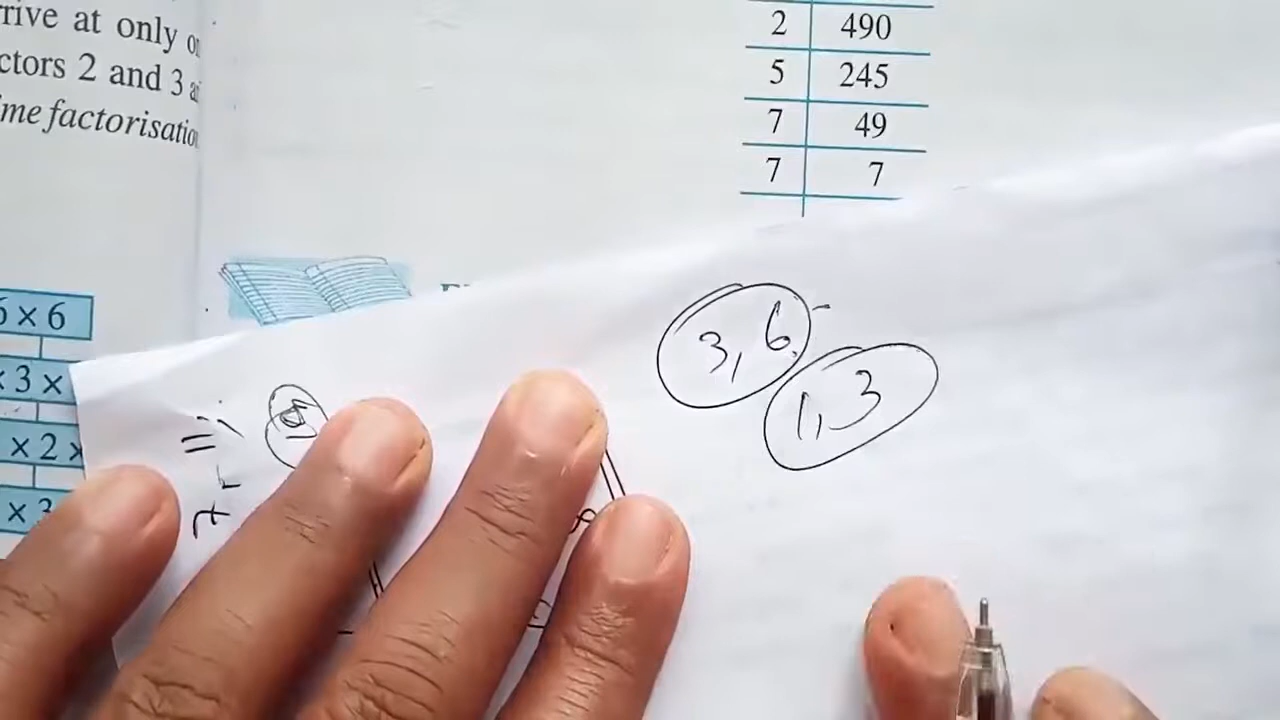 rrive at only
ctors 2 and 3
ime factorisatio
2 490
5 245
7 49
7 7
6 × 6
× 3 ×
× 2 ×
× 3
3, 6
1, 3